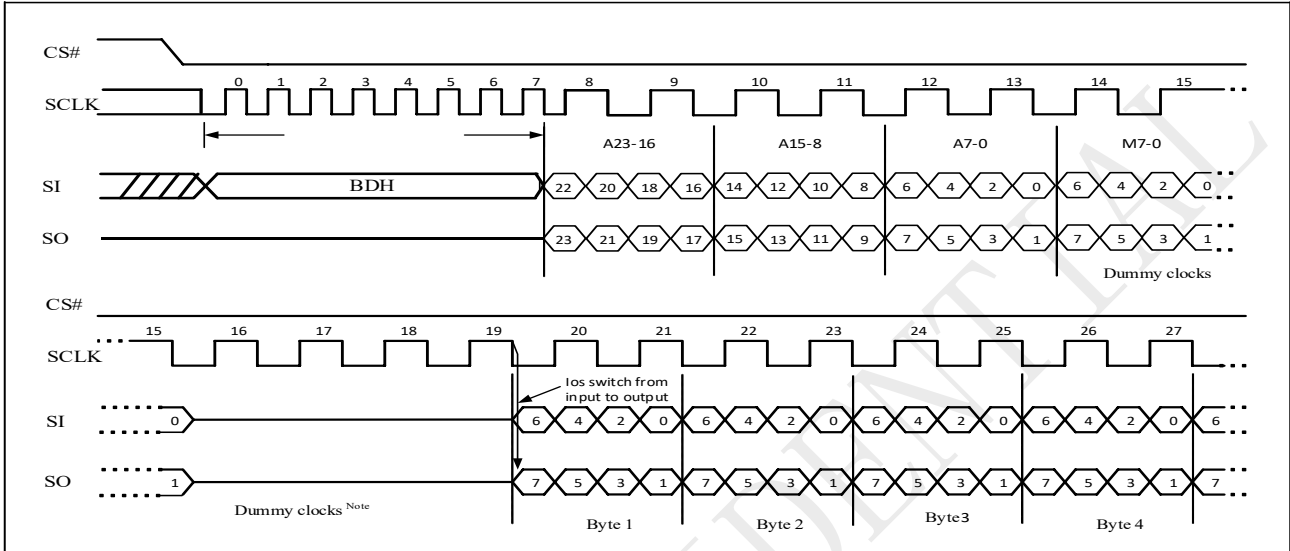 CS#
0 1 2 3 4 5 6 7 8 9 10 11 12 13 14 15
SCLK
A23-16 A15-8 A7-0 M7-0
SI BDH 22 20 18 16 14 12 10 8 6 4 2 0 6 4 2 0
SO 23 21 19 17 15 13 11 9 7 5 3 1 7 5 3 1
Dummy clocks
CS#
15 16 17 18 19 20 21 22 23 24 25 26 27
SCLK
Ios switch from
input to output
SI 0 6 4 2 0 6 4 2 0 6 4 2 0 6 4 2 0 6
SO 1 7 5 3 1 7 5 3 1 7 5 3 1 7 5 3 1 7
Dummy clocks Note
Byte 1 Byte 2 Byte3 Byte 4
DENTIAL